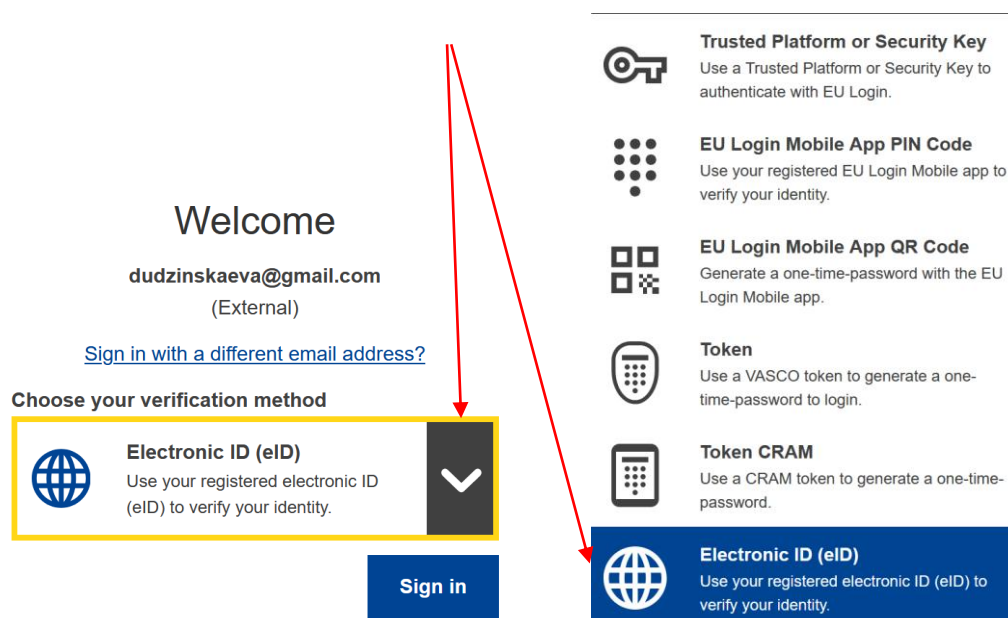 Welcome
dudzinskaeva@gmail.com
(External)
Sign in with a different email address?
Choose your verification method
Electronic ID (eID)
Use your registered electronic ID
(eID) to verify your identity.
Sign in
Trusted Platform or Security Key
Use a Trusted Platform or Security Key to
authenticate with EU Login.
EU Login Mobile App PIN Code
Use your registered EU Login Mobile app to
verify your identity.
EU Login Mobile App QR Code
Generate a one-time-password with the EU
Login Mobile app.
Token
Use a VASCO token to generate a one-
time-password to login.
Token CRAM
Use a CRAM token to generate a one-time-
password.
Electronic ID (eID)
Use your registered electronic ID (eID) to
verify your identity.